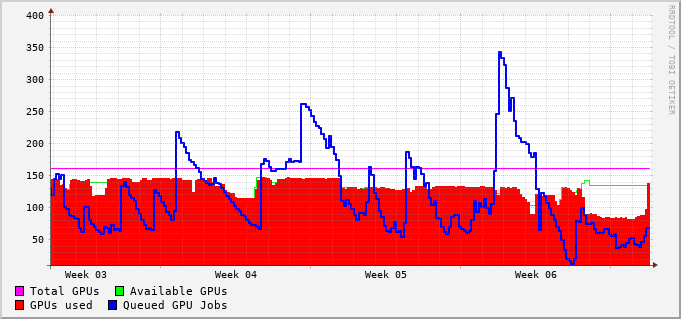 400
350
300
250
200
150
100
50
Week 03 Week 04 Week 05 Week 06
Total GPUs Available GPUs
GPUs used Queued GPU Jobs
RRDTOOL / TOBI OETIKER